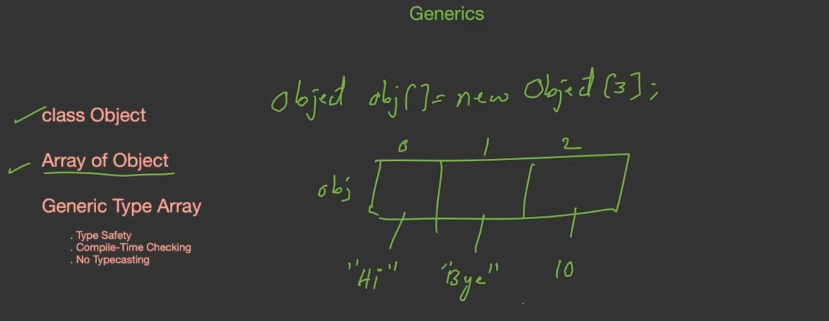 Generics
class Object
Array of Object
Generic Type Array
. Type Safety
. Compile-Time Checking
. No Typecasting
Object obj[]= new Object[3];
0 1 2
obj
"Hi" "Bye" 10